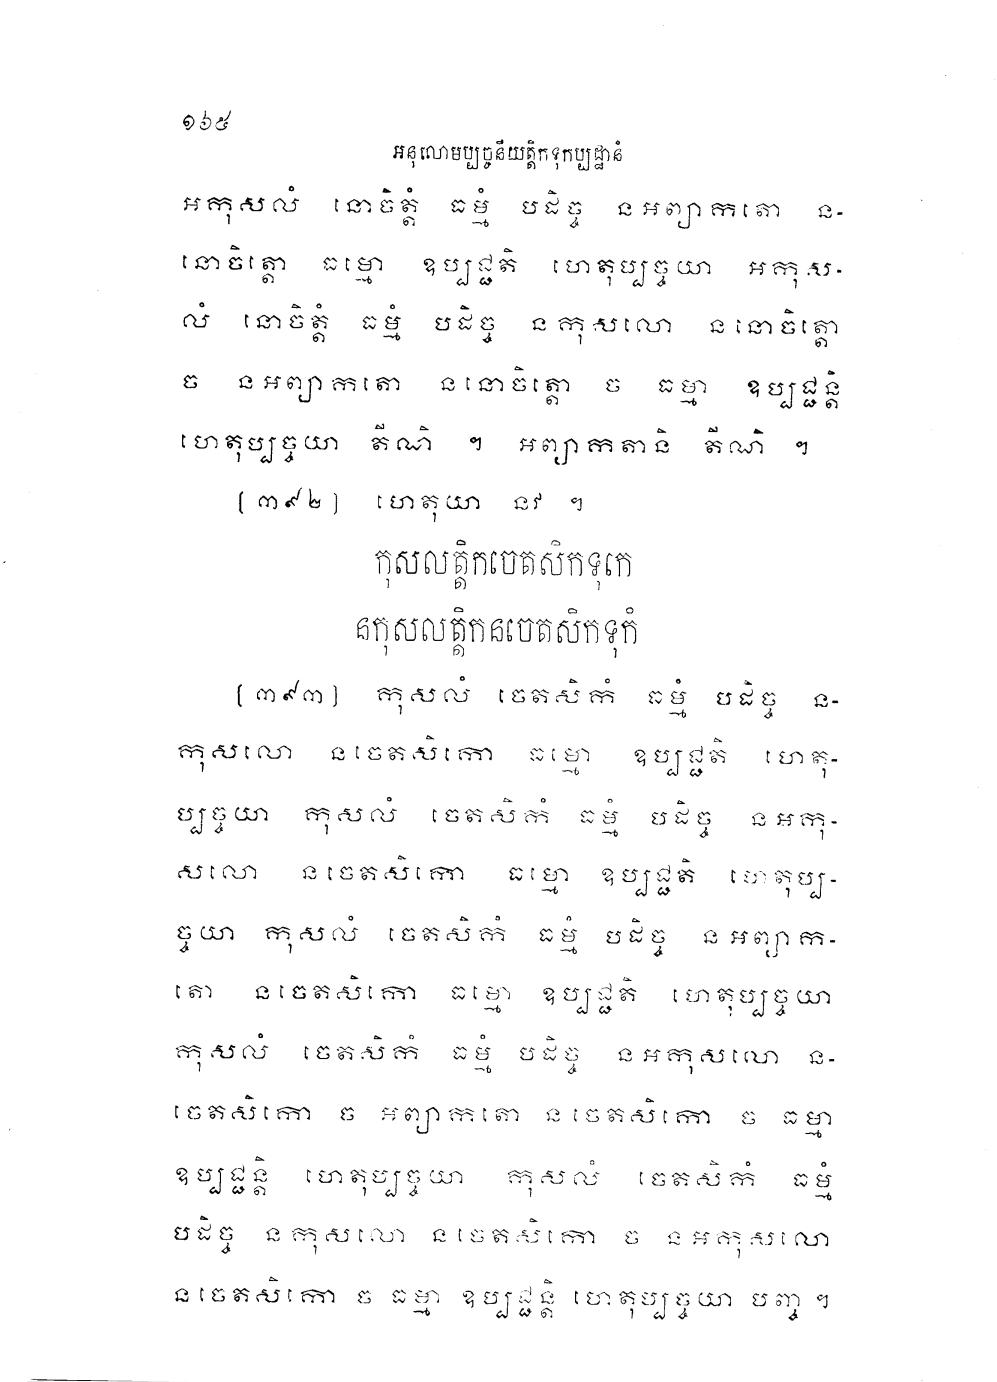 ១៦៥
អនុលោមប្បច្ចនីយត្តិកទុកប្បដ្ឋានំ
អកុសលំ នោចិត្តំ ធម្មំ បដិច្ច នអព្យាកតោ ន-
នោចិត្តោ ធម្មោ ឧប្បជ្ជតិ ហេតុប្បច្ចយា អកុស-
លំ នោចិត្តំ ធម្មំ បដិច្ច នកុសលោ ននោចិត្តោ
ច នអព្យាកតោ ននោចិត្តោ ច ធម្មា ឧប្បជ្ជន្តិ
ហេតុប្បច្ចយា តីណិ ។ អព្យាកតានិ តីណិ ។
[៣៩២] ហេតុយា នវ ។
កុសលត្តិកចេតសិកទុកេ
នកុសលត្តិកនចេតសិកទុកំ
[៣៩៣] កុសលំ ចេតសិកំ ធម្មំ បដិច្ច ន-
កុសលោ នចេតសិកោ ធម្មោ ឧប្បជ្ជតិ ហេតុ-
ប្បច្ចយា កុសលំ ចេតសិកំ ធម្មំ បដិច្ច នអកុ-
សលោ នចេតសិកោ ធម្មោ ឧប្បជ្ជតិ ហេតុប្ប-
ច្ចយា កុសលំ ចេតសិកំ ធម្មំ បដិច្ច នអព្យាក-
តោ នចេតសិកោ ធម្មោ ឧប្បជ្ជតិ ហេតុប្បច្ចយា
កុសលំ ចេតសិកំ ធម្មំ បដិច្ច នអកុសលោ ន-
ចេតសិកោ ច អព្យាកតោ នចេតសិកោ ច ធម្មា
ឧប្បជ្ជន្តិ ហេតុប្បច្ចយា កុសលំ ចេតសិកំ ធម្មំ
បដិច្ច នកុសលោ នចេតសិកោ ច នអកុសលោ
នចេតសិកោ ច ធម្មា ឧប្បជ្ជន្តិ ហេតុប្បច្ចយា បញ្ច ។